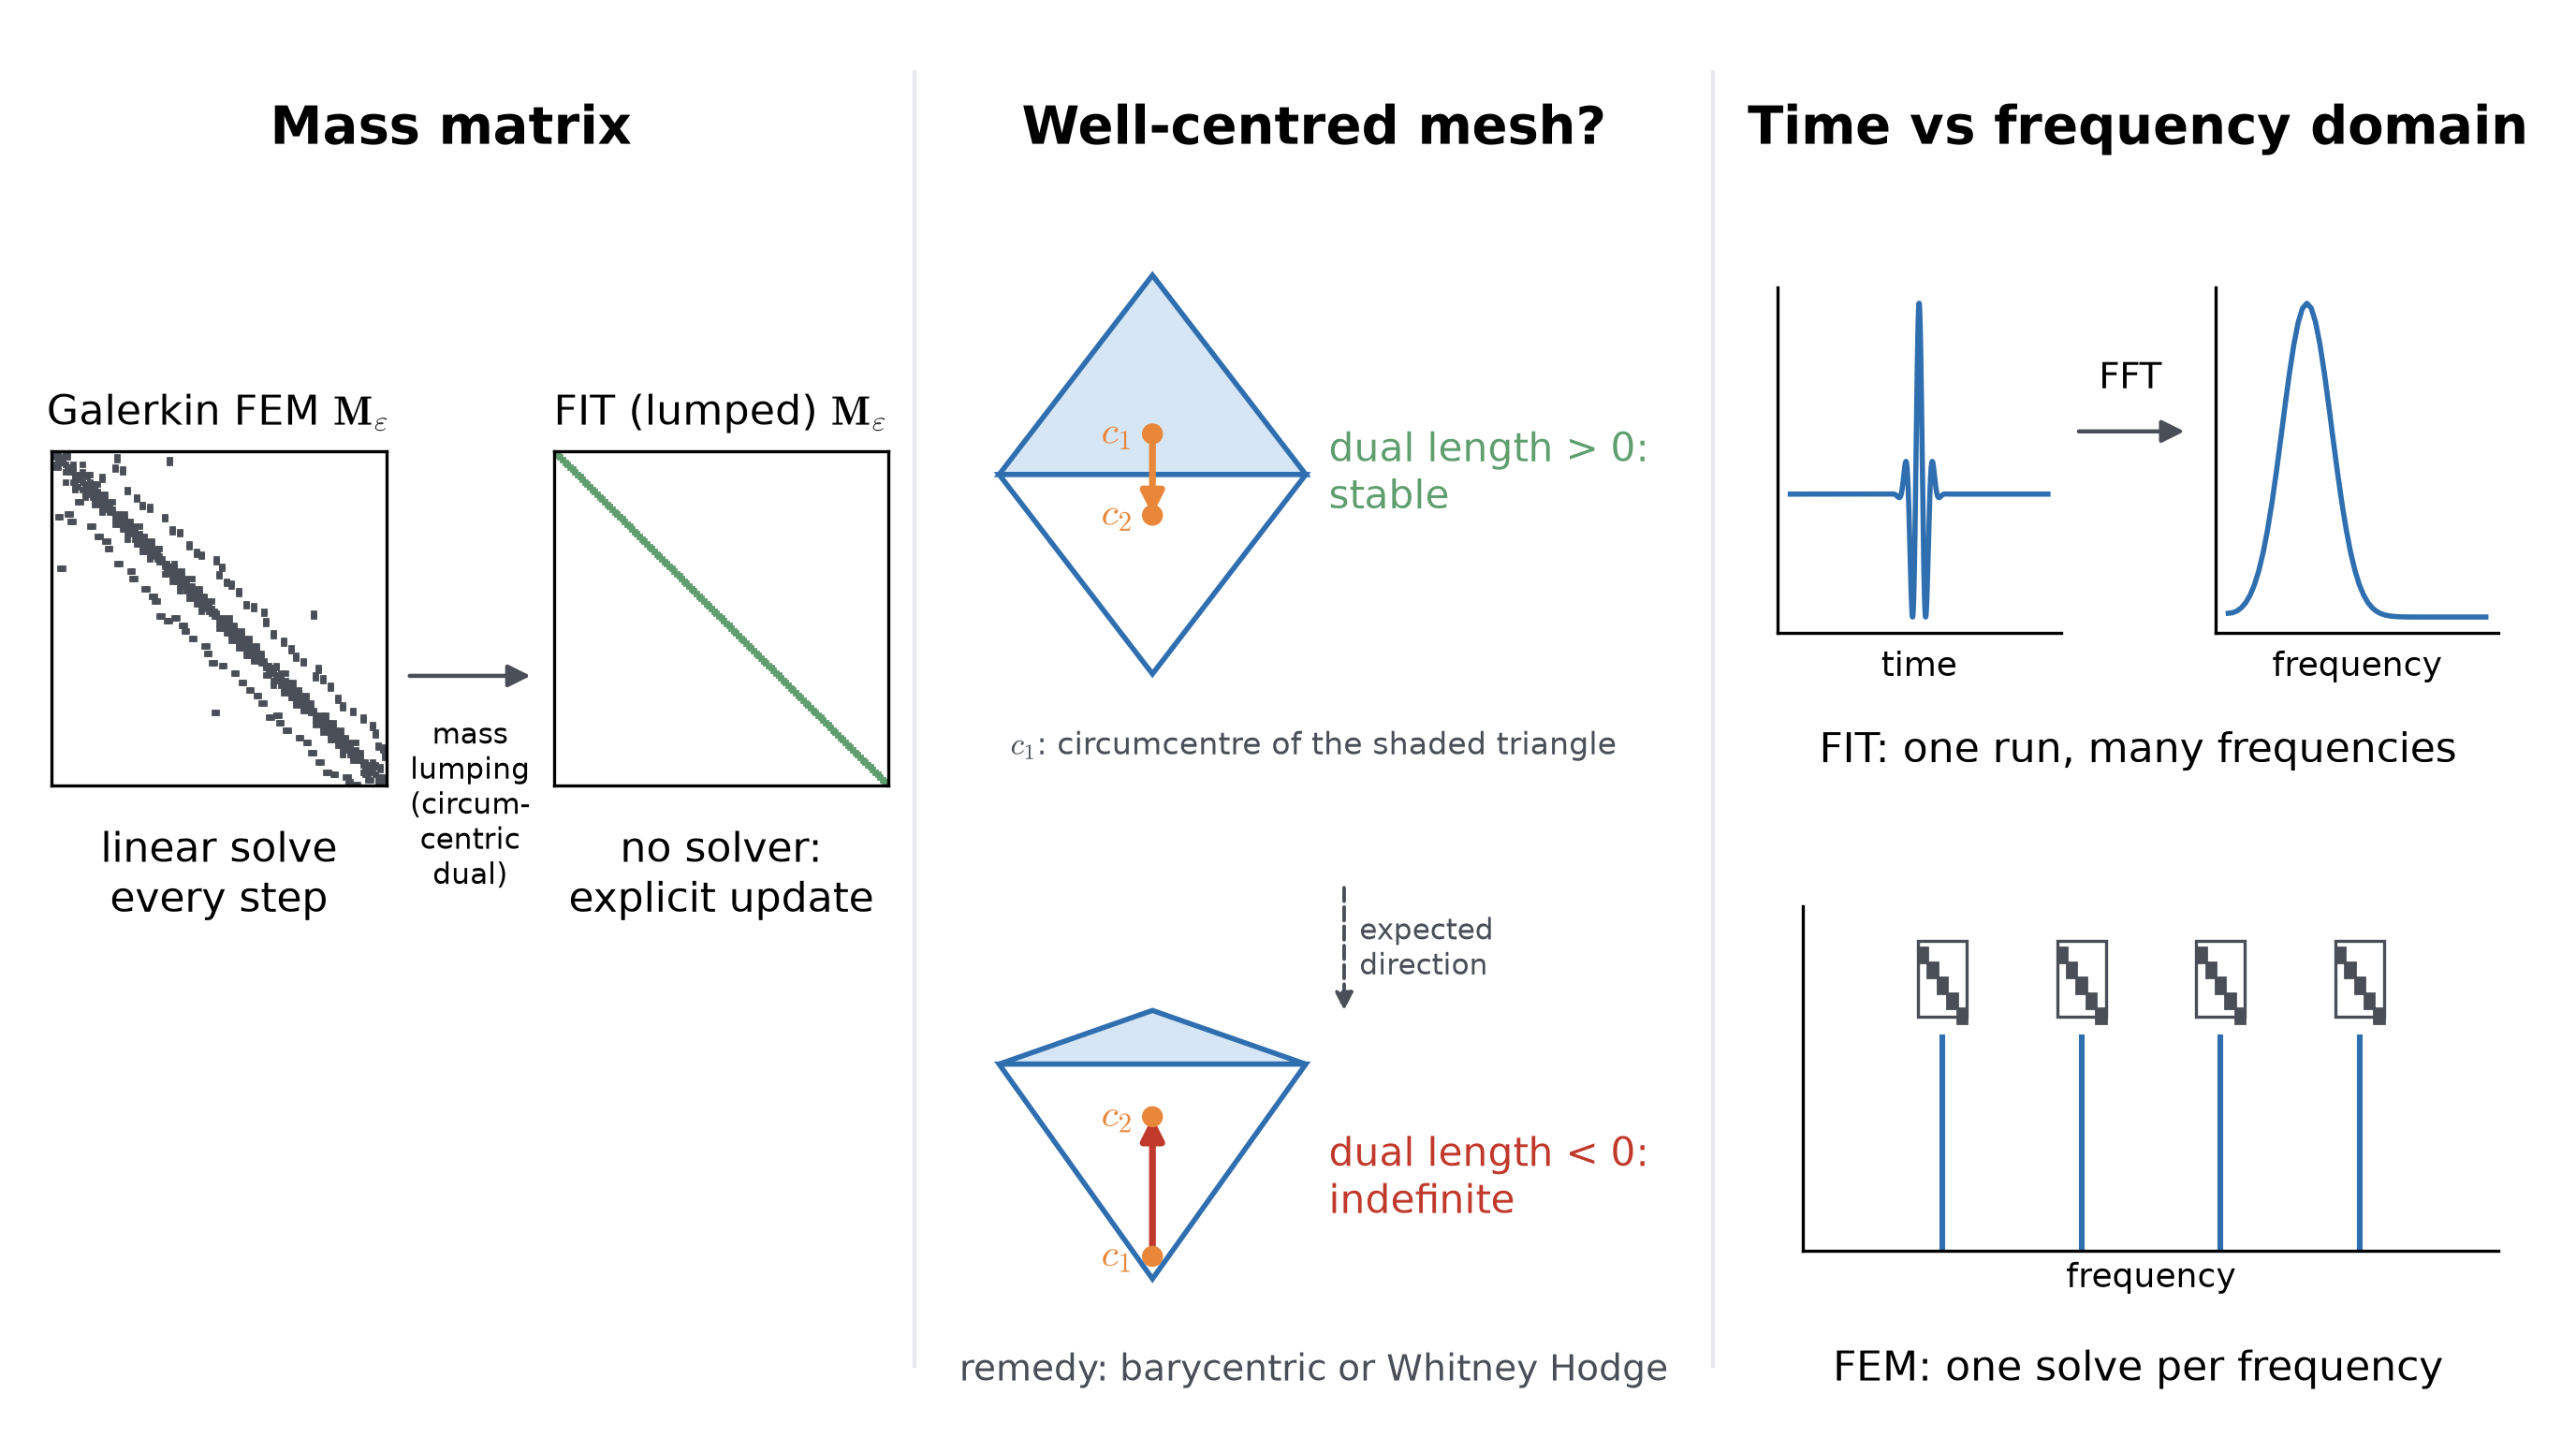 Mass matrix
Galerkin FEM M_ε
FIT (lumped) M_ε
mass
lumping
(circum-
centric
dual)
linear solve
every step
no solver:
explicit update
Well-centred mesh?
c₁
c₂
dual length > 0:
stable
c₁: circumcentre of the shaded triangle
expected
direction
c₂
c₁
dual length < 0:
indefinite
remedy: barycentric or Whitney Hodge
Time vs frequency domain
FFT
time
frequency
FIT: one run, many frequencies
frequency
FEM: one solve per frequency